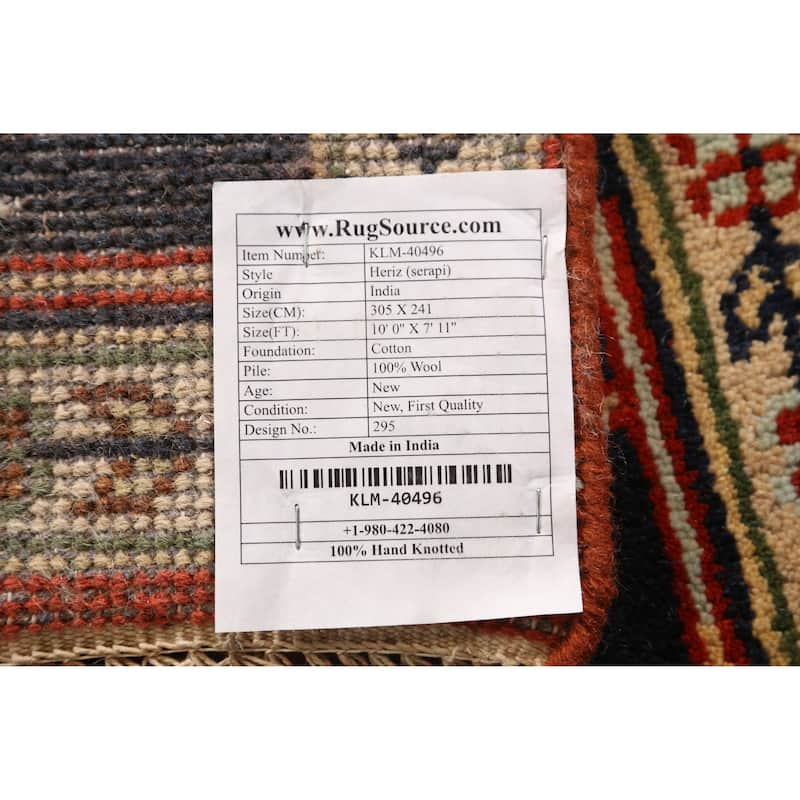 www.RugSource.com
Item Number: KLM-40496
Style Heriz (serapi)
Origin India
Size(CM): 305 X 241
Size(FT): 10' 0" X 7' 11"
Foundation: Cotton
Pile: 100% Wool
Age: New
Condition: New, First Quality
Design No.: 295
Made in India
KLM-40496
+1-980-422-4080
100% Hand Knotted